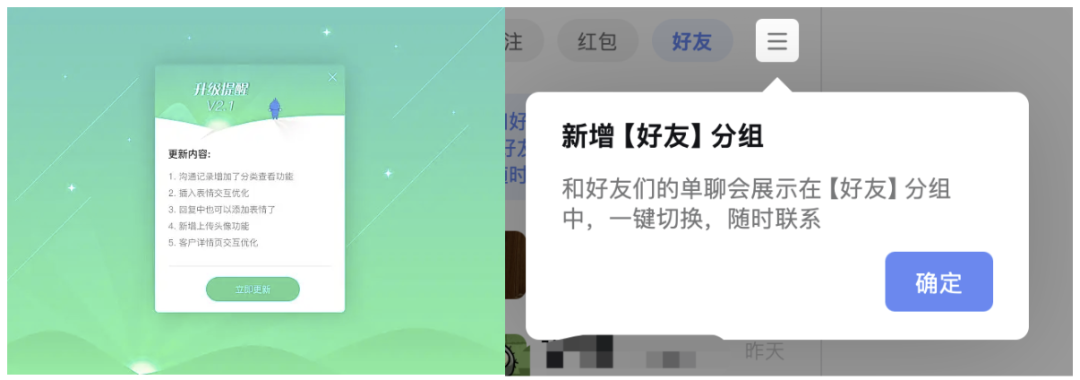 升级提醒
V2.1
更新内容:
1. 沟通记录增加了分类查看功能
2. 插入表情交互优化
3. 回复中也可以添加表情了
4. 新增上传头像功能
5. 客户详情页交互优化
立即更新
注 红包 好友
好
好友
随时
新增【好友】分组
和好友们的单聊会展示在【好友】分组
中，一键切换，随时联系
确定
昨天